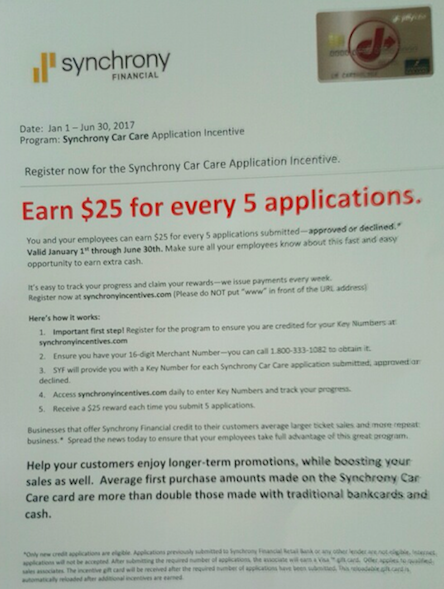 synchrony
FINANCIAL
Date: Jan 1 – Jun 30, 2017
Program: Synchrony Car Care Application Incentive
Register now for the Synchrony Car Care Application Incentive.
Earn $25 for every 5 applications.
You and your employees can earn $25 for every 5 applications submitted—approved or declined.*
Valid January 1st through June 30th. Make sure all your employees know about this fast and easy
opportunity to earn extra cash.
It's easy to track your progress and claim your rewards—we issue payments every week.
Register now at synchronyincentives.com (Please do NOT put "www" in front of the URL address)
Here's how it works:
1. Important first step! Register for the program to ensure you are credited for your Key Numbers at
synchronyincentives.com
2. Ensure you have your 16-digit Merchant Number—you can call 1.800-333-1082 to obtain it.
3. SYF will provide you with a Key Number for each Synchrony Car Care application submitted, approved or
declined.
4. Access synchronyincentives.com daily to enter Key Numbers and track your progress.
5. Receive a $25 reward each time you submit 5 applications.
Businesses that offer Synchrony Financial credit to their customers average larger ticket sales and more repeat
business.* Spread the news today to ensure that your employees take full advantage of this great program.
Help your customers enjoy longer-term promotions, while boosting your
sales as well. Average first purchase amounts made on the Synchrony Car
Care card are more than double those made with traditional bankcards and
cash.
*Only new credit applications are eligible. Applications previously submitted to Synchrony Financial Retail Bank or any other lender are not eligible. Internet
applications will not be accepted. After submitting the required number of applications, the associate will earn a Visa gift card. Offer applies to qualified
sales associates. The incentive gift card will be received after the required number of applications have been submitted. This reloadable gift card is
automatically reloaded after additional incentives are earned.